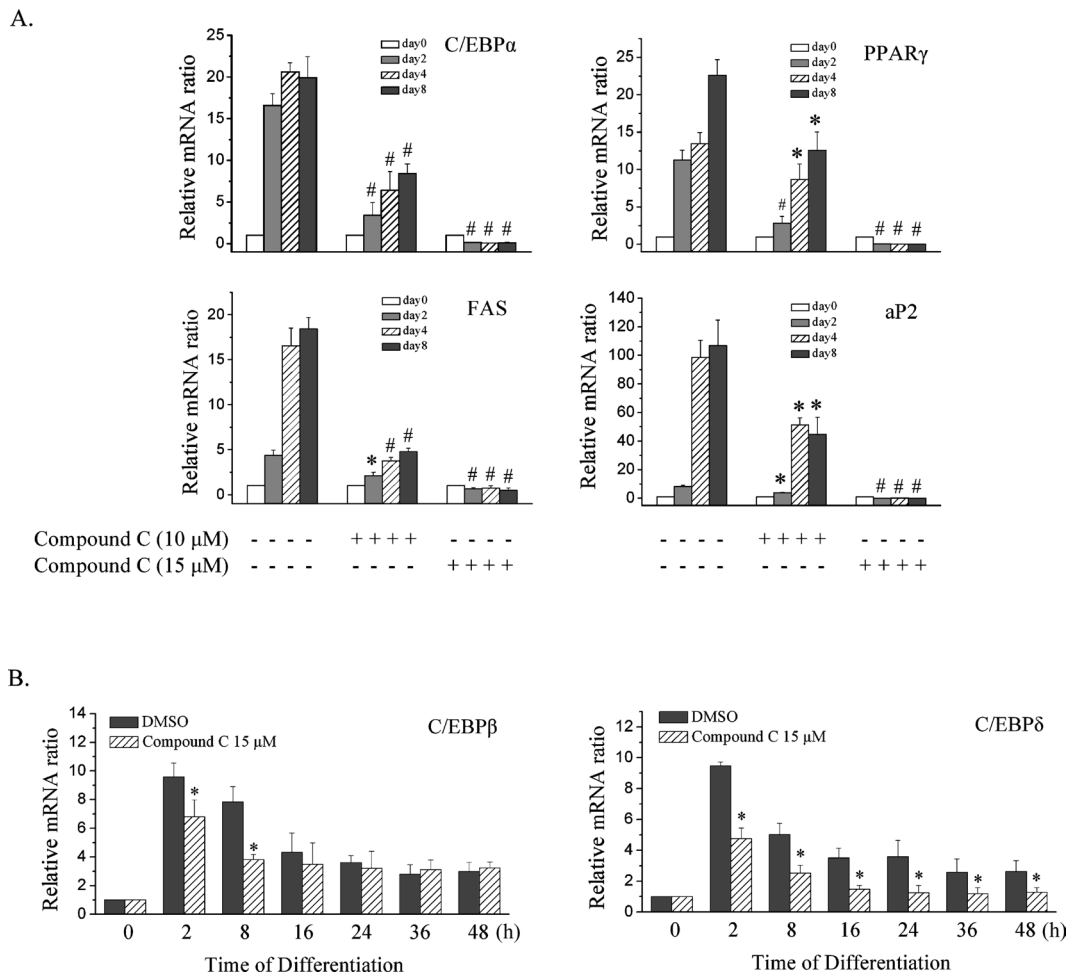 A.
Relative mRNA ratio
25
20
15
10
5
0
C/EBPα
day0
day2
day4
day8
# # #
# # #
Relative mRNA ratio
25
20
15
10
5
0
PPARγ
day0
day2
day4
day8
# * *
# # #
Relative mRNA ratio
20
15
10
5
0
FAS
day0
day2
day4
day8
* # #
# # #
Relative mRNA ratio
140
120
100
80
60
40
20
0
aP2
day0
day2
day4
day8
* * *
# # #
Compound C (10 μM) - - - - + + + + - - - - - - - - + + + + - - - -
Compound C (15 μM) - - - - - - - - + + + + - - - - - - - - + + + +
B.
Relative mRNA ratio
14
12
10
8
6
4
2
0
DMSO
Compound C 15 μM
C/EBPβ
* *
0 2 8 16 24 36 48 (h)
Time of Differentiation
Relative mRNA ratio
12
10
8
6
4
2
0
DMSO
Compound C 15 μM
C/EBPδ
* * * * * *
0 2 8 16 24 36 48 (h)
Time of Differentiation